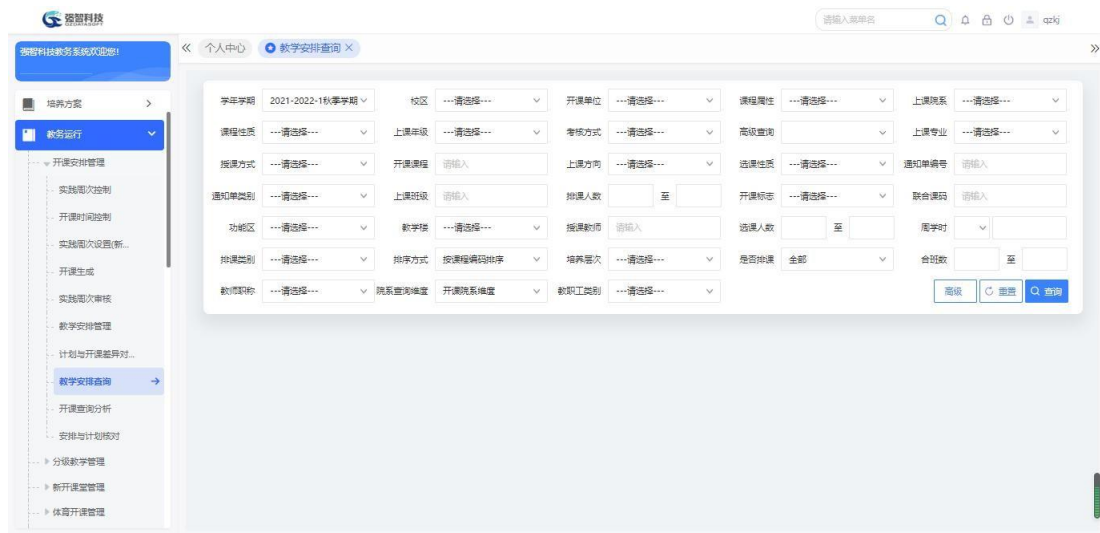 强智科技
QZDATASOFT
请输入菜单名
qzkj
强智科技教务系统欢迎您!
个人中心 教学安排查询
培养方案
教务运行
开课安排管理
实践周次控制
开课时间控制
实践周次设置(新...
开课生成
实践周次审核
教学安排管理
计划与开课差异对...
教学安排查询
开课查询分析
安排与计划核对
分级教学管理
新开课堂管理
体育开课管理
学年学期 2021-2022-1秋季学期 校区 ---请选择--- 开课单位 ---请选择--- 课程属性 ---请选择--- 上课院系 ---请选择---
课程性质 ---请选择--- 上课年级 ---请选择--- 考核方式 ---请选择--- 高级查询 上课专业 ---请选择---
授课方式 ---请选择--- 开课课程 请输入 上课方向 ---请选择--- 选课性质 ---请选择--- 通知单编号 请输入
通知单类别 ---请选择--- 上课班级 请输入 排课人数 至 开课标志 ---请选择--- 联合课码 请输入
功能区 ---请选择--- 教学楼 ---请选择--- 授课教师 请输入 选课人数 至 周学时
排课类别 ---请选择--- 排序方式 按课程编码排序 培养层次 ---请选择--- 是否排课 全部 合班数 至
教师职称 ---请选择--- 院系查询维度 开课院系维度 教职工类别 ---请选择--- 高级 重置 查询